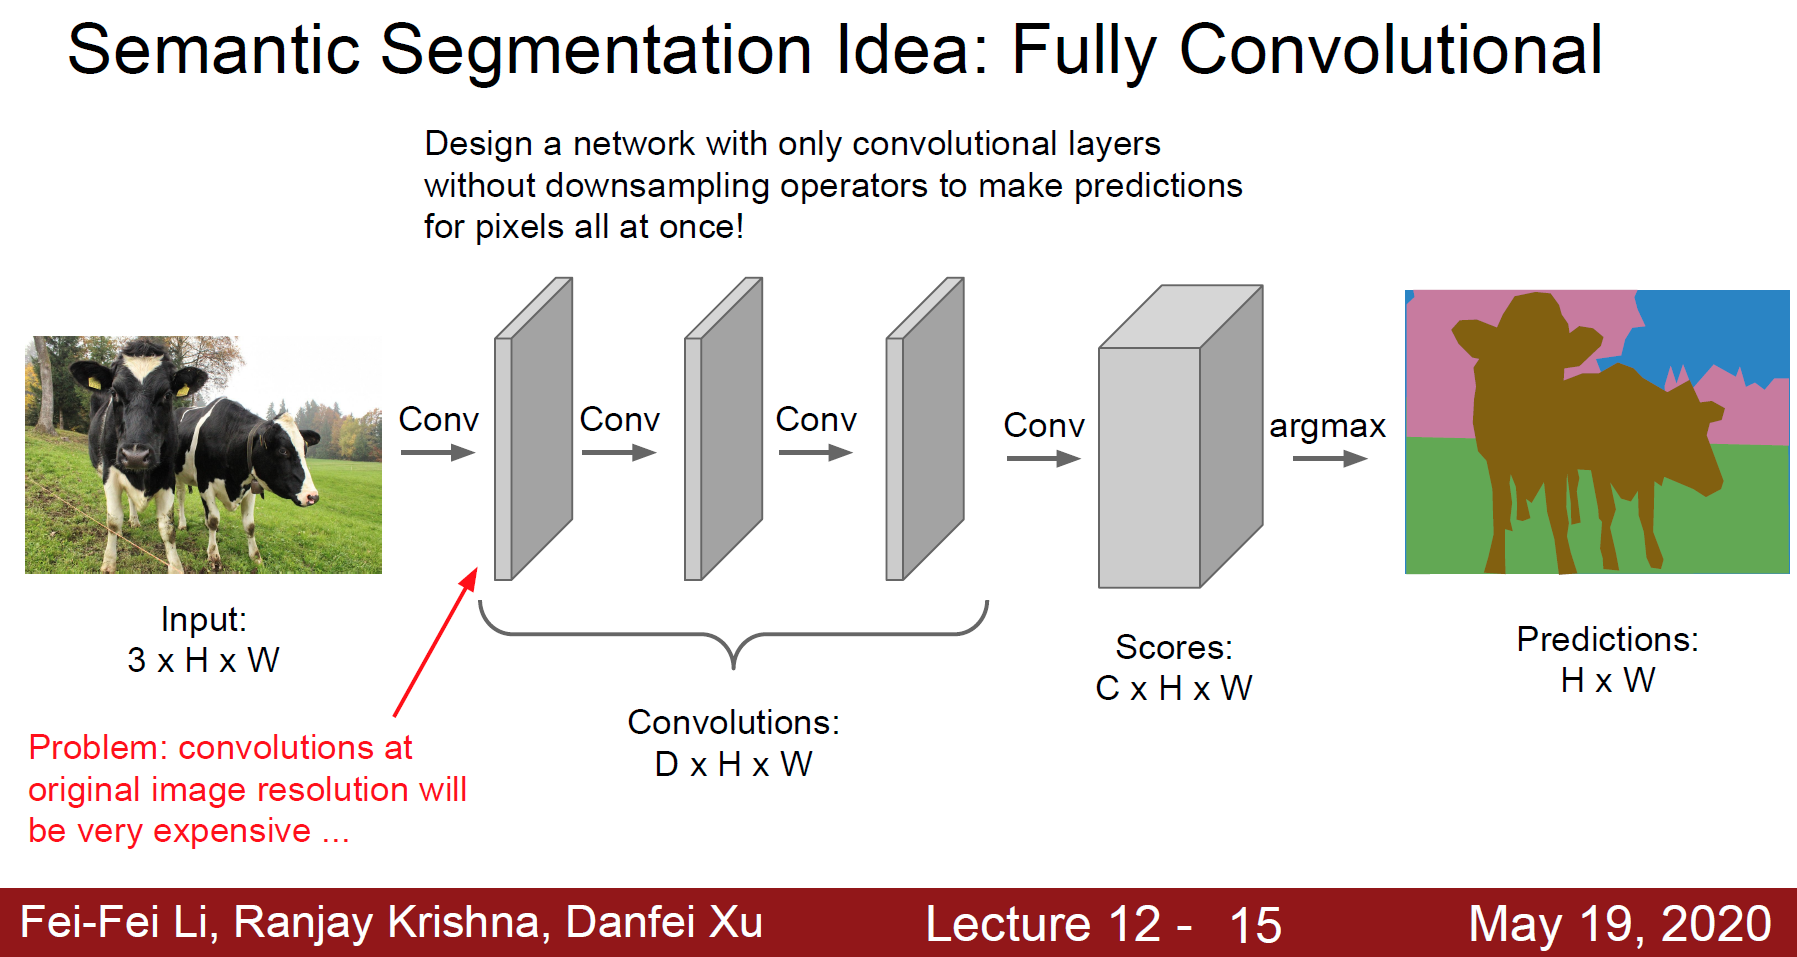 Semantic Segmentation Idea: Fully Convolutional
Design a network with only convolutional layers
without downsampling operators to make predictions
for pixels all at once!
Conv
Conv
Conv
Conv
argmax
Input:
3 x H x W
Convolutions:
D x H x W
Scores:
C x H x W
Predictions:
H x W
Problem: convolutions at
original image resolution will
be very expensive ...
Fei-Fei Li, Ranjay Krishna, Danfei Xu
Lecture 12 - 15
May 19, 2020